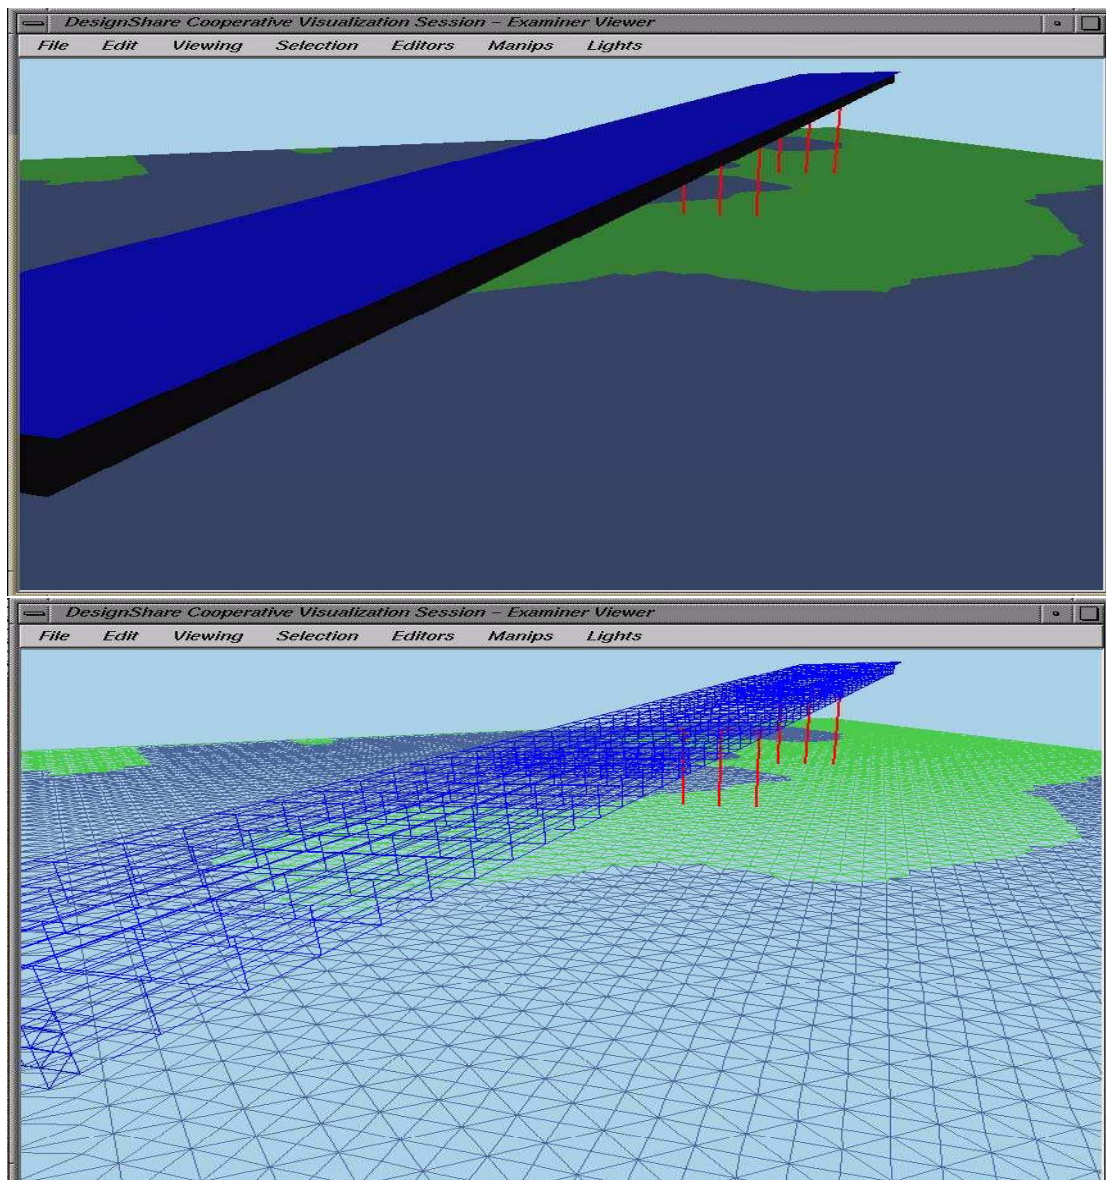 DesignShare Cooperative Visualization Session – Examiner Viewer
File Edit Viewing Selection Editors Manips Lights
DesignShare Cooperative Visualization Session – Examiner Viewer
File Edit Viewing Selection Editors Manips Lights